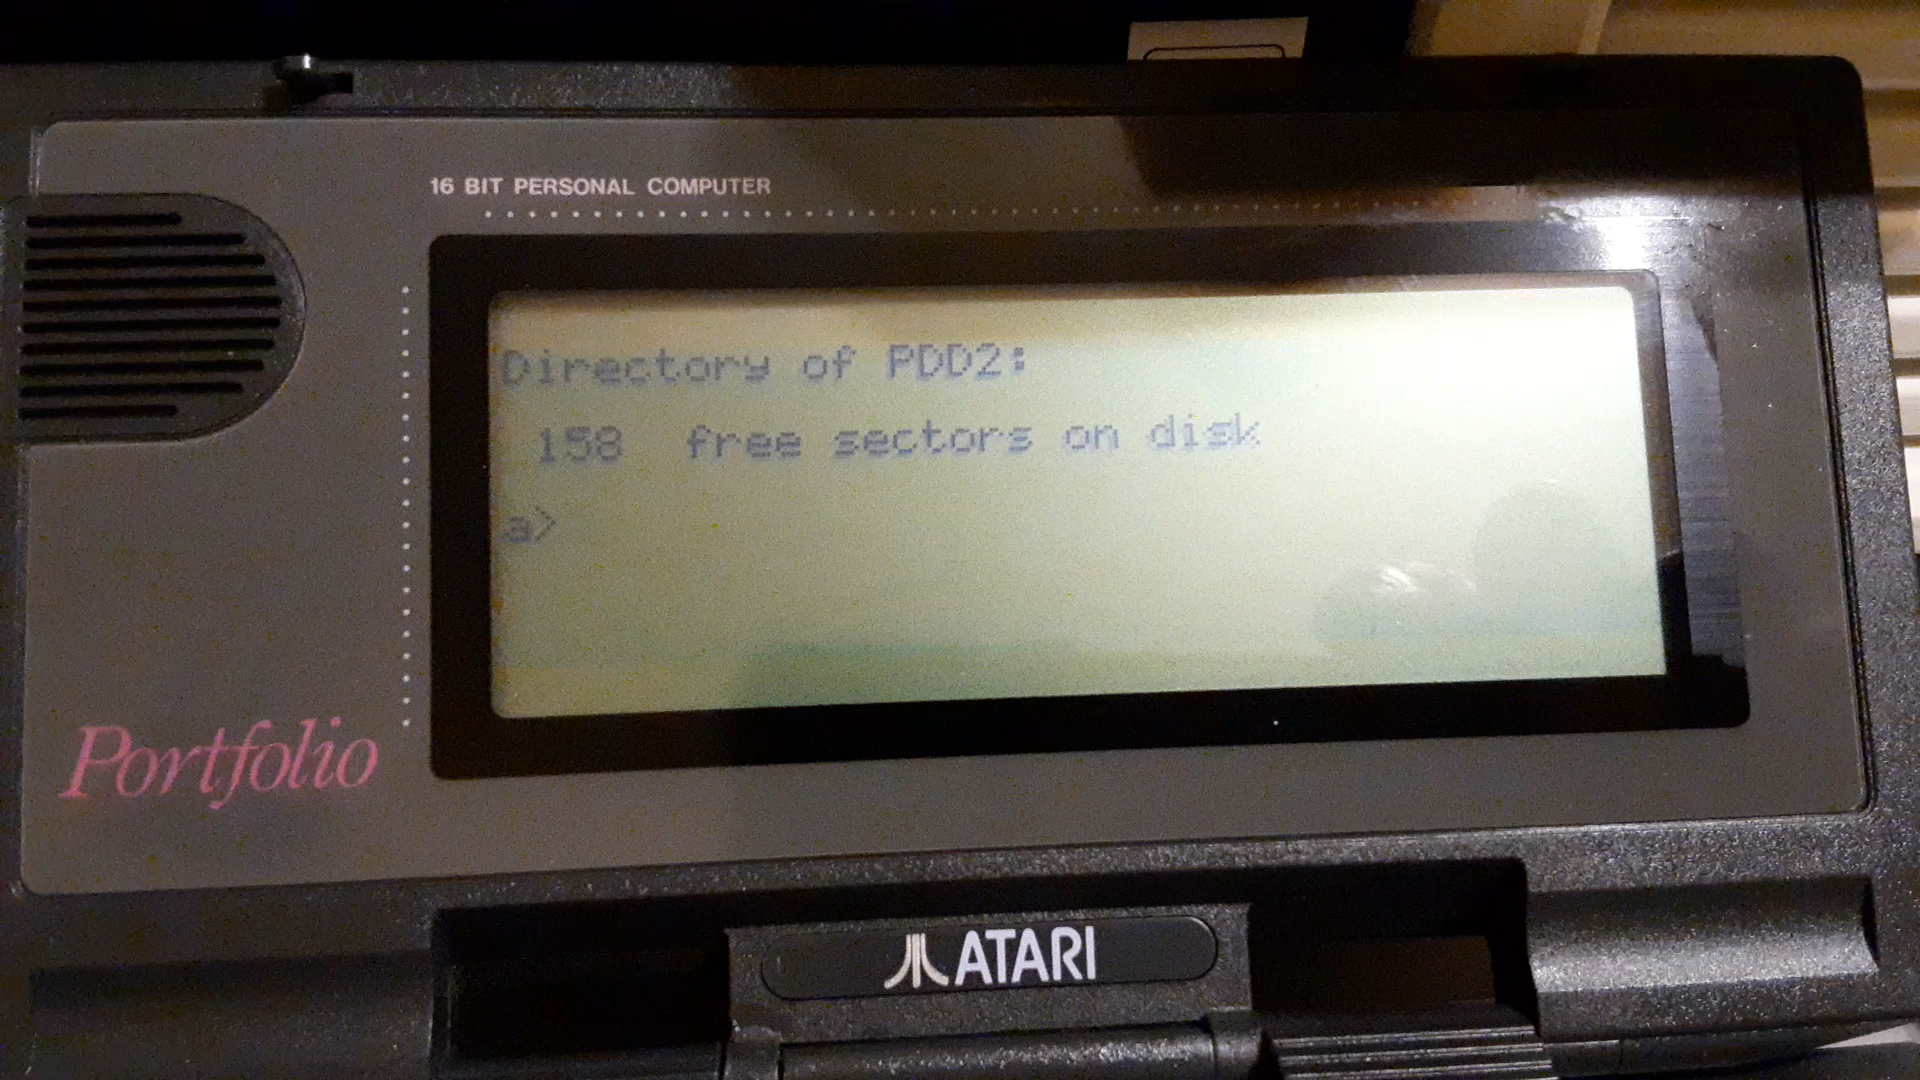 16 BIT PERSONAL COMPUTER
Directory of PDD2:
158 free sectors on disk
a>
Portfolio
ATARI